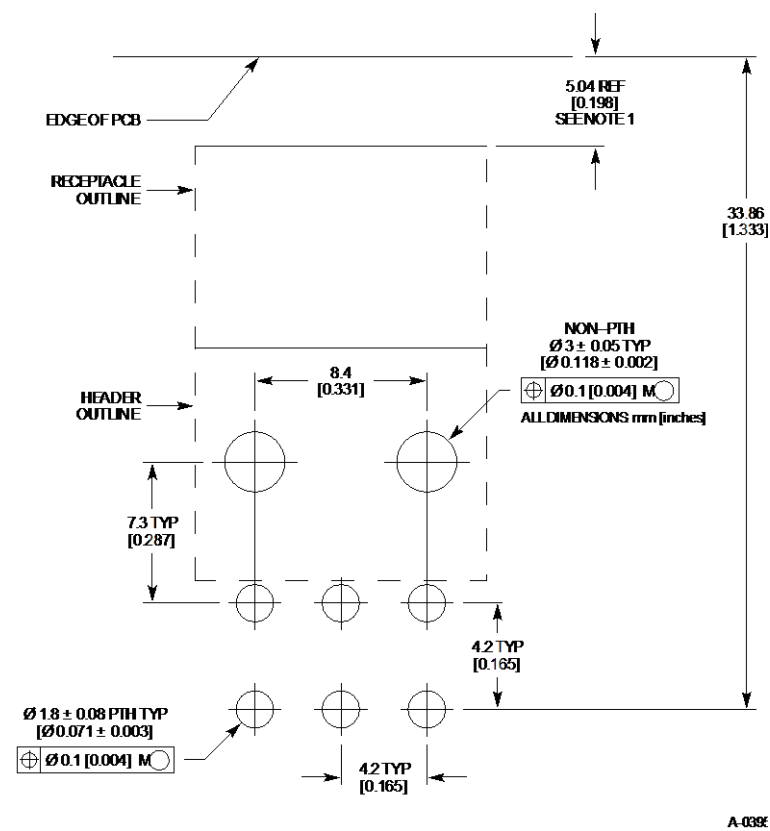 5.04 REF
[0.198]
SEE NOTE 1
EDGE OF PCB
RECEPTACLE
OUTLINE
33.86
[1.333]
NON–PTH
Ø 3 ± 0.05 TYP
[Ø 0.118 ± 0.002]
8.4
[0.331]
Ø 0.1 [0.004] M
HEADER
OUTLINE
ALL DIMENSIONS: mm [inches]
7.3 TYP
[0.287]
4.2 TYP
[0.165]
Ø 1.8 ± 0.08 PTH TYP
[Ø 0.071 ± 0.003]
Ø 0.1 [0.004] M
4.2 TYP
[0.165]